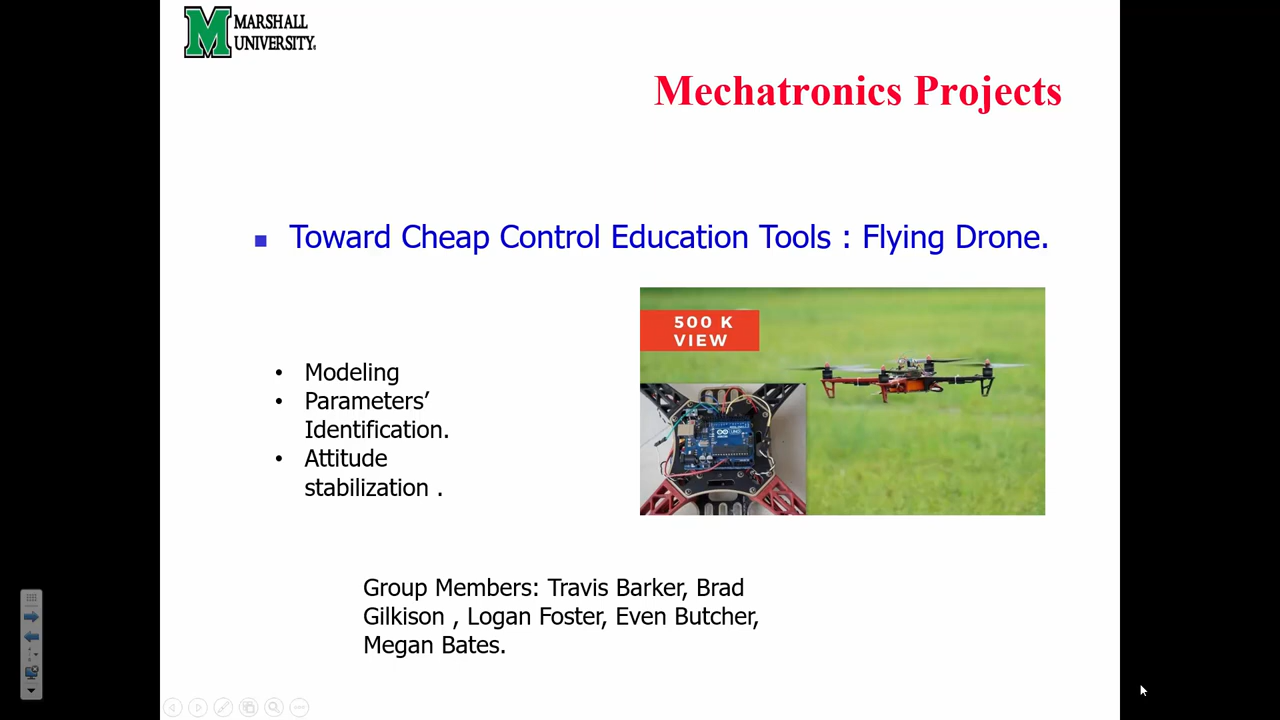 MARSHALL
UNIVERSITY
Mechatronics Projects
Toward Cheap Control Education Tools : Flying Drone.
500 K
VIEW
• Modeling
• Parameters’
Identification.
• Attitude
stabilization .
Group Members: Travis Barker, Brad
Gilkison , Logan Foster, Even Butcher,
Megan Bates.